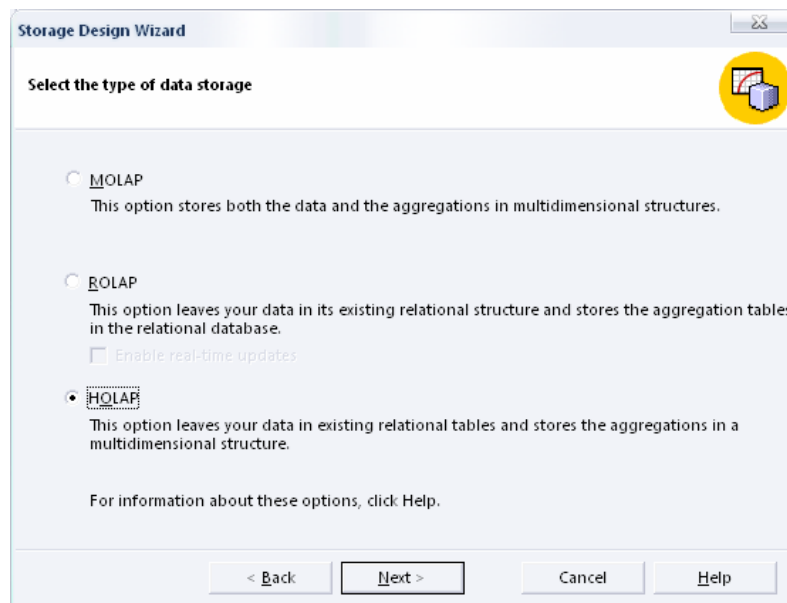 Storage Design Wizard
Select the type of data storage
MOLAP
This option stores both the data and the aggregations in multidimensional structures.
ROLAP
This option leaves your data in its existing relational structure and stores the aggregation tables
in the relational database.
Enable real-time updates
HOLAP
This option leaves your data in existing relational tables and stores the aggregations in a
multidimensional structure.
For information about these options, click Help.
< Back
Next >
Cancel
Help